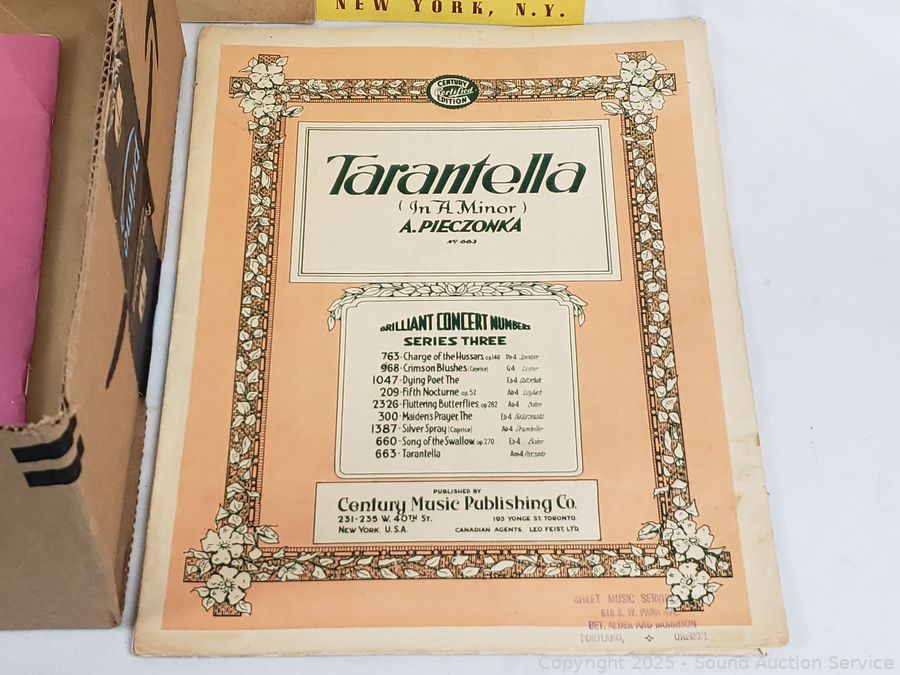 NEW YORK, N.Y.
CENTURY
Certified
EDITION
Tarantella
(In A Minor)
A. PIECZONKA
No 663
BRILLIANT CONCERT NUMBERS
SERIES THREE
763 - Charge of the Hussars, op.140 Db-4 Spindler
968 - Crimson Blushes (Caprice) G-4 Lester
1047 - Dying Poet The Eb-4 Gottschalk
209 - Fifth Nocturne op.52 Ab-4 Leybach
2326 - Fluttering Butterflies, op.282 Ab-4 Bohm
300 - Maiden's Prayer, The Eb-4
1387 - Silver Spray (Caprice) Ab-4
660 - Song of the Swallow, op.270 Eb-4 Bohm
663 - Tarantella Am-4 Pieczonka
PUBLISHED BY
Century Music Publishing Co.
231-235 W. 40TH ST. 193 YONGE ST. TORONTO.
NEW YORK. U.S.A. CANADIAN AGENTS. LEO FEIST, LTD.
SHEET MUSIC SERVICE
S. W. PARK AVE.
BET. ALDER AND MORRISON
PORTLAND, OREGON
Copyright 2025 - Sound Auction Service